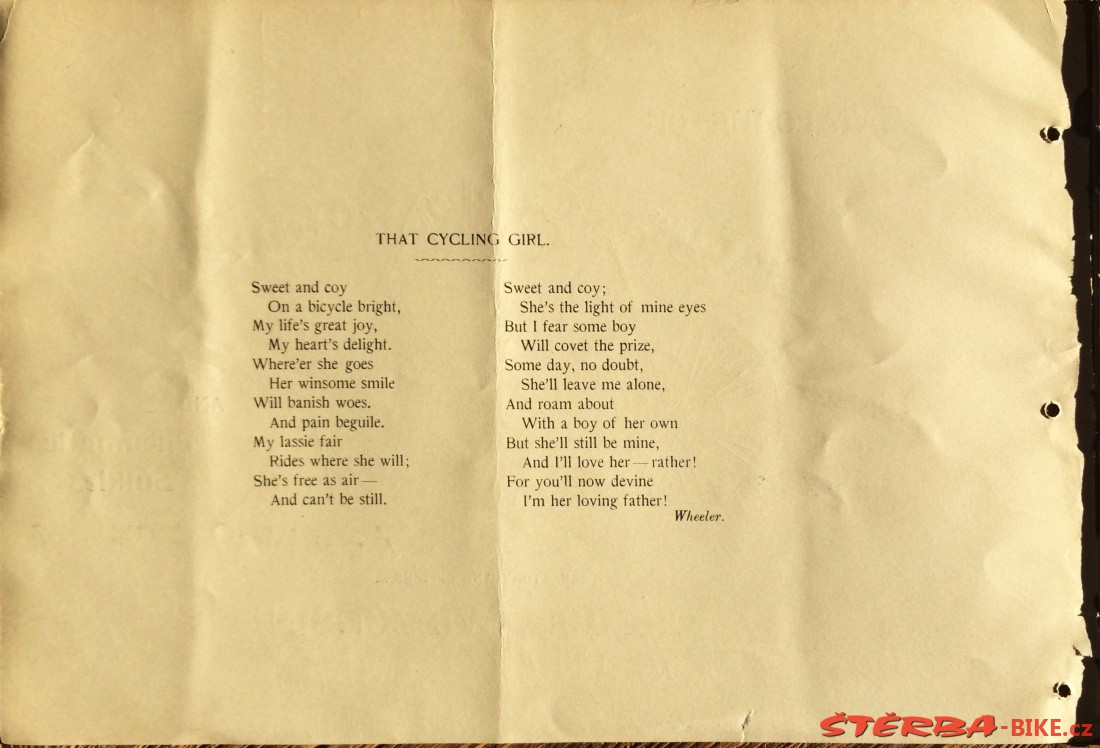 THAT CYCLING GIRL.
Sweet and coy
On a bicycle bright,
My life's great joy,
My heart's delight.
Where'er she goes
Her winsome smile
Will banish woes.
And pain beguile.
My lassie fair
Rides where she will;
She's free as air—
And can't be still.
Sweet and coy;
She's the light of mine eyes
But I fear some boy
Will covet the prize,
Some day, no doubt,
She'll leave me alone,
And roam about
With a boy of her own
But she'll still be mine,
And I'll love her—rather!
For you'll now devine
I'm her loving father!
Wheeler.
ŠTĚRBA-BIKE.cz